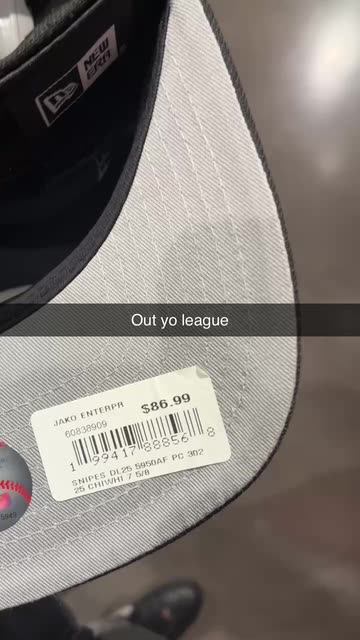 NEW
ERA
Out yo league
JAKO ENTERPR
$86.99
60838909
1 99417 88856 8
SNIPES DL25 5950AF PC 302
25 CHIWHI 7 5/8
5945